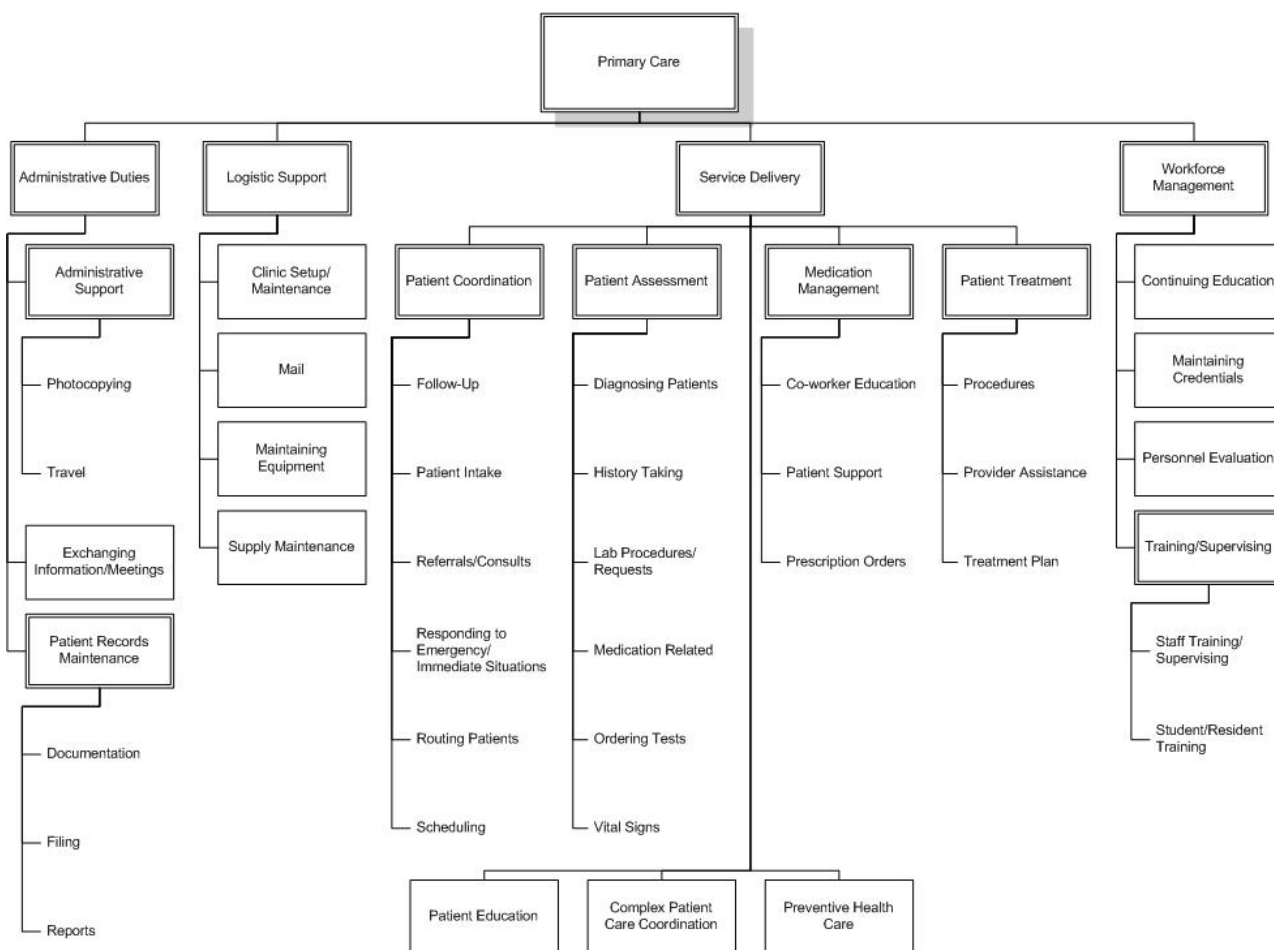 Primary Care
Administrative Duties
Logistic Support
Service Delivery
Workforce
Management
Administrative
Support
Photocopying
Travel
Exchanging
Information/Meetings
Patient Records
Maintenance
Documentation
Filing
Reports
Clinic Setup/
Maintenance
Mail
Maintaining
Equipment
Supply Maintenance
Patient Coordination
Follow-Up
Patient Intake
Referrals/Consults
Responding to
Emergency/
Immediate Situations
Routing Patients
Scheduling
Patient Assessment
Diagnosing Patients
History Taking
Lab Procedures/
Requests
Medication Related
Ordering Tests
Vital Signs
Medication
Management
Co-worker Education
Patient Support
Prescription Orders
Patient Treatment
Procedures
Provider Assistance
Treatment Plan
Patient Education
Complex Patient
Care Coordination
Preventive Health
Care
Continuing Education
Maintaining
Credentials
Personnel Evaluation
Training/Supervising
Staff Training/
Supervising
Student/Resident
Training